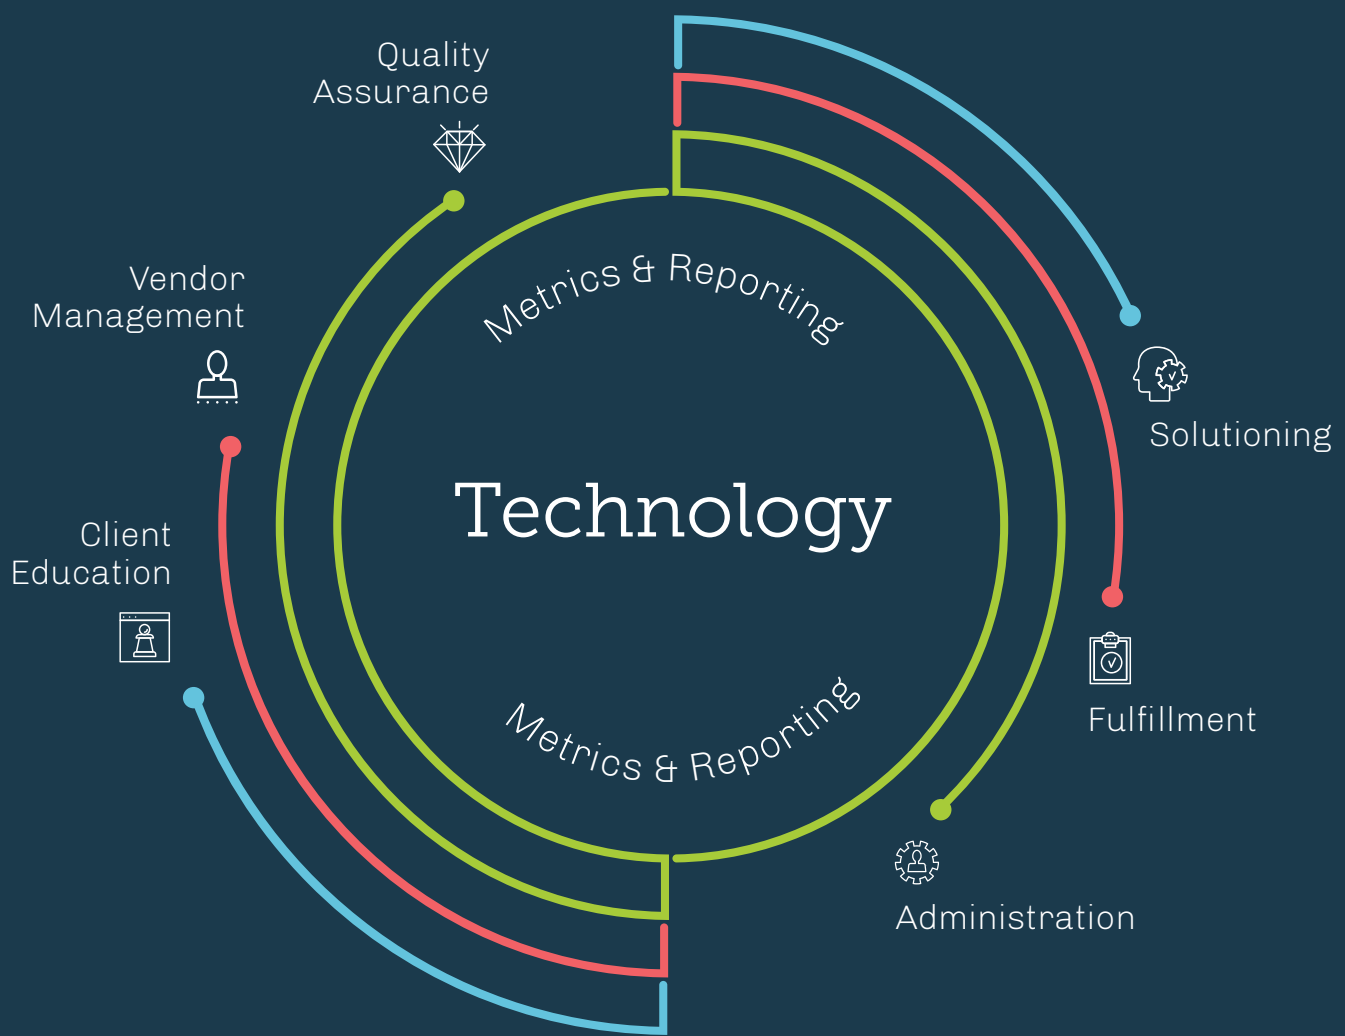 Quality
Assurance
Vendor
Management
Client
Education
Metrics & Reporting
Technology
Metrics & Reporting
Solutioning
Fulfillment
Administration